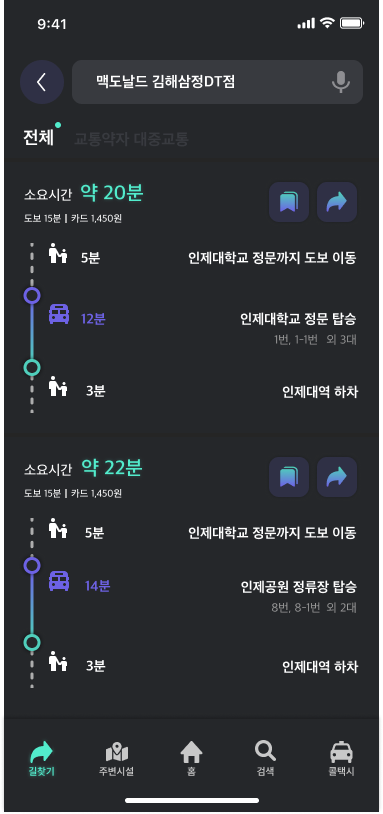 9:41
맥도날드 김해삼정DT점
전체 교통약자 대중교통
소요시간 약 20분
도보 15분 | 카드 1,450원
5분 인제대학교 정문까지 도보 이동
12분 인제대학교 정문 탑승
1번, 1-1번 외 3대
3분 인제대역 하차
소요시간 약 22분
도보 15분 | 카드 1,450원
5분 인제대학교 정문까지 도보 이동
14분 인제공원 정류장 탑승
8번, 8-1번 외 2대
3분 인제대역 하차
길찾기 주변시설 홈 검색 콜택시